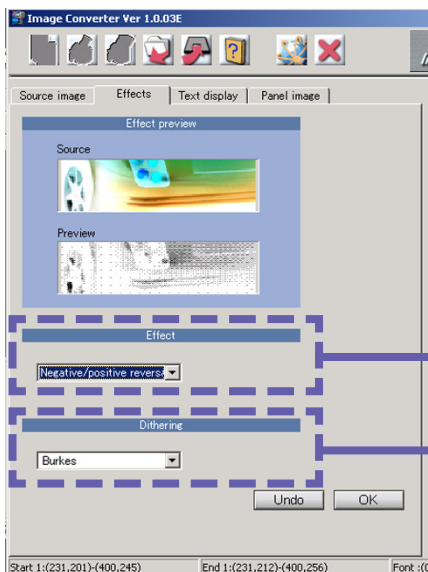 Image Converter Ver 1.0.03E
Source image Effects Text display Panel image
Effect preview
Source
Preview
Effect
Negative/positive revers
Dithering
Burkes
Undo OK
Start 1:(231,201)-(400,245) End 1:(231,212)-(400,256) Font :(